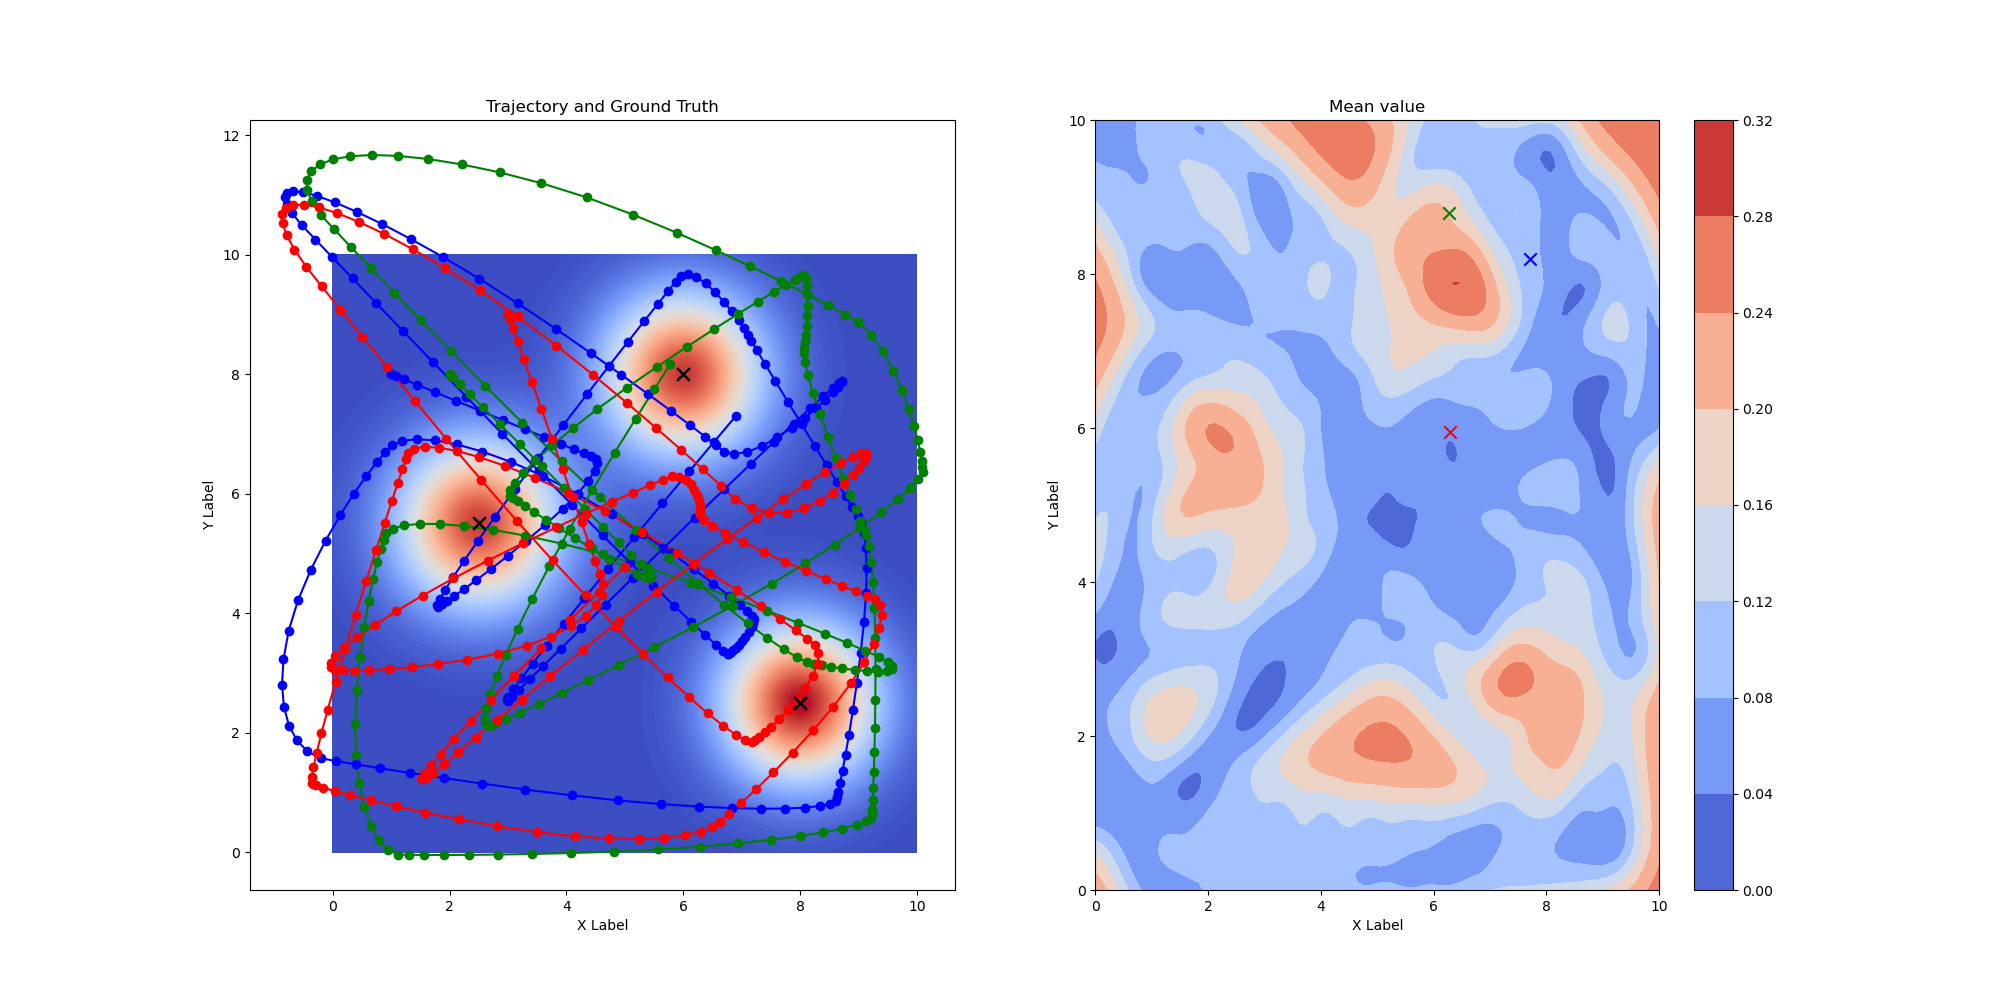 Trajectory and Ground Truth
12
10
8
6
4
2
0
Y Label
0 2 4 6 8 10
X Label
Mean value
10
8
6
4
2
0
Y Label
0 2 4 6 8 10
X Label
0.32
0.28
0.24
0.20
0.16
0.12
0.08
0.04
0.00